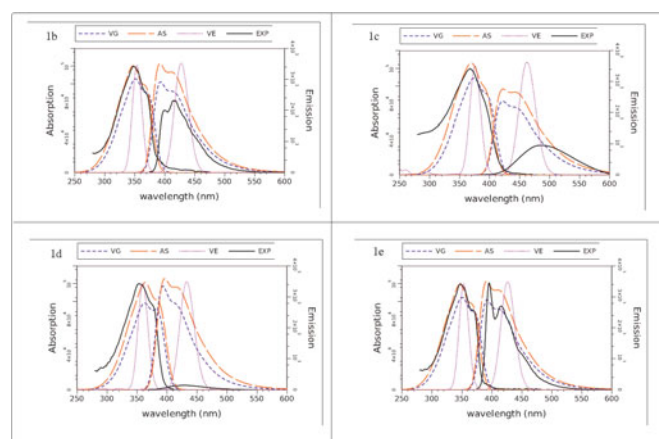 1b
VG AS VE EXP
Absorption
Emission
250 300 350 400 450 500 550 600
wavelength (nm)
1c
VG AS VE EXP
Absorption
Emission
250 300 350 400 450 500 550 600
wavelength (nm)
1d
VG AS VE EXP
Absorption
Emission
250 300 350 400 450 500 550 600
wavelength (nm)
1e
VG AS VE EXP
Absorption
Emission
250 300 350 400 450 500 550 600
wavelength (nm)